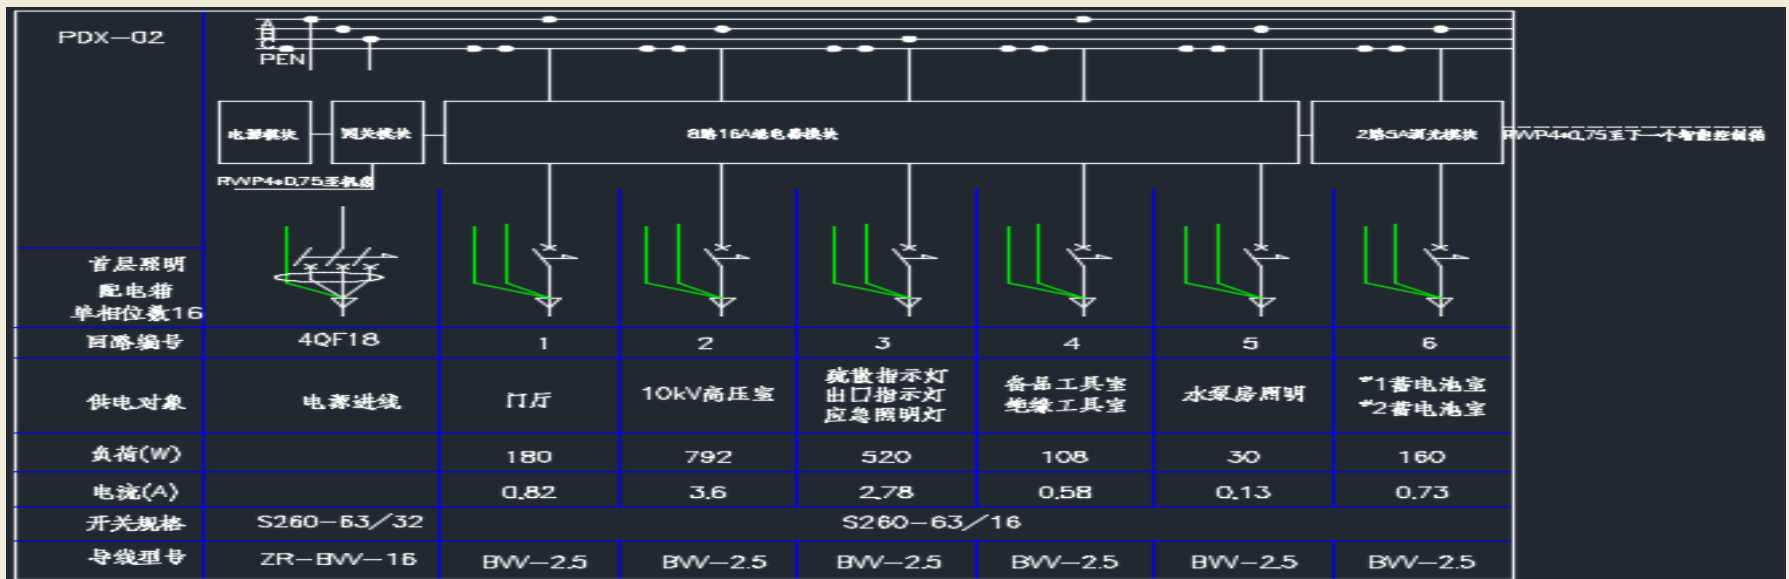 PDX-02
A
B
C
PEN
电源模块
网关模块
8路16A继电器模块
2路5A调光模块
RWP4*0.75至下一个智能控制箱
RWP4*0.75至机房
首层照明
配电箱
单相位数16
回路编号 4QF18 1 2 3 4 5 6
供电对象 电源进线 门厅 10kV高压室
疏散指示灯
出口指示灯
应急照明灯
备品工具室
绝缘工具室
水泵房照明
#1蓄电池室
#2蓄电池室
负荷(W) 180 792 520 108 30 160
电流(A) 0.82 3.6 2.78 0.58 0.13 0.73
开关规格 S260-63/32 S260-63/16
导线型号 ZR-BVV-16 BVV-2.5 BVV-2.5 BVV-2.5 BVV-2.5 BVV-2.5 BVV-2.5